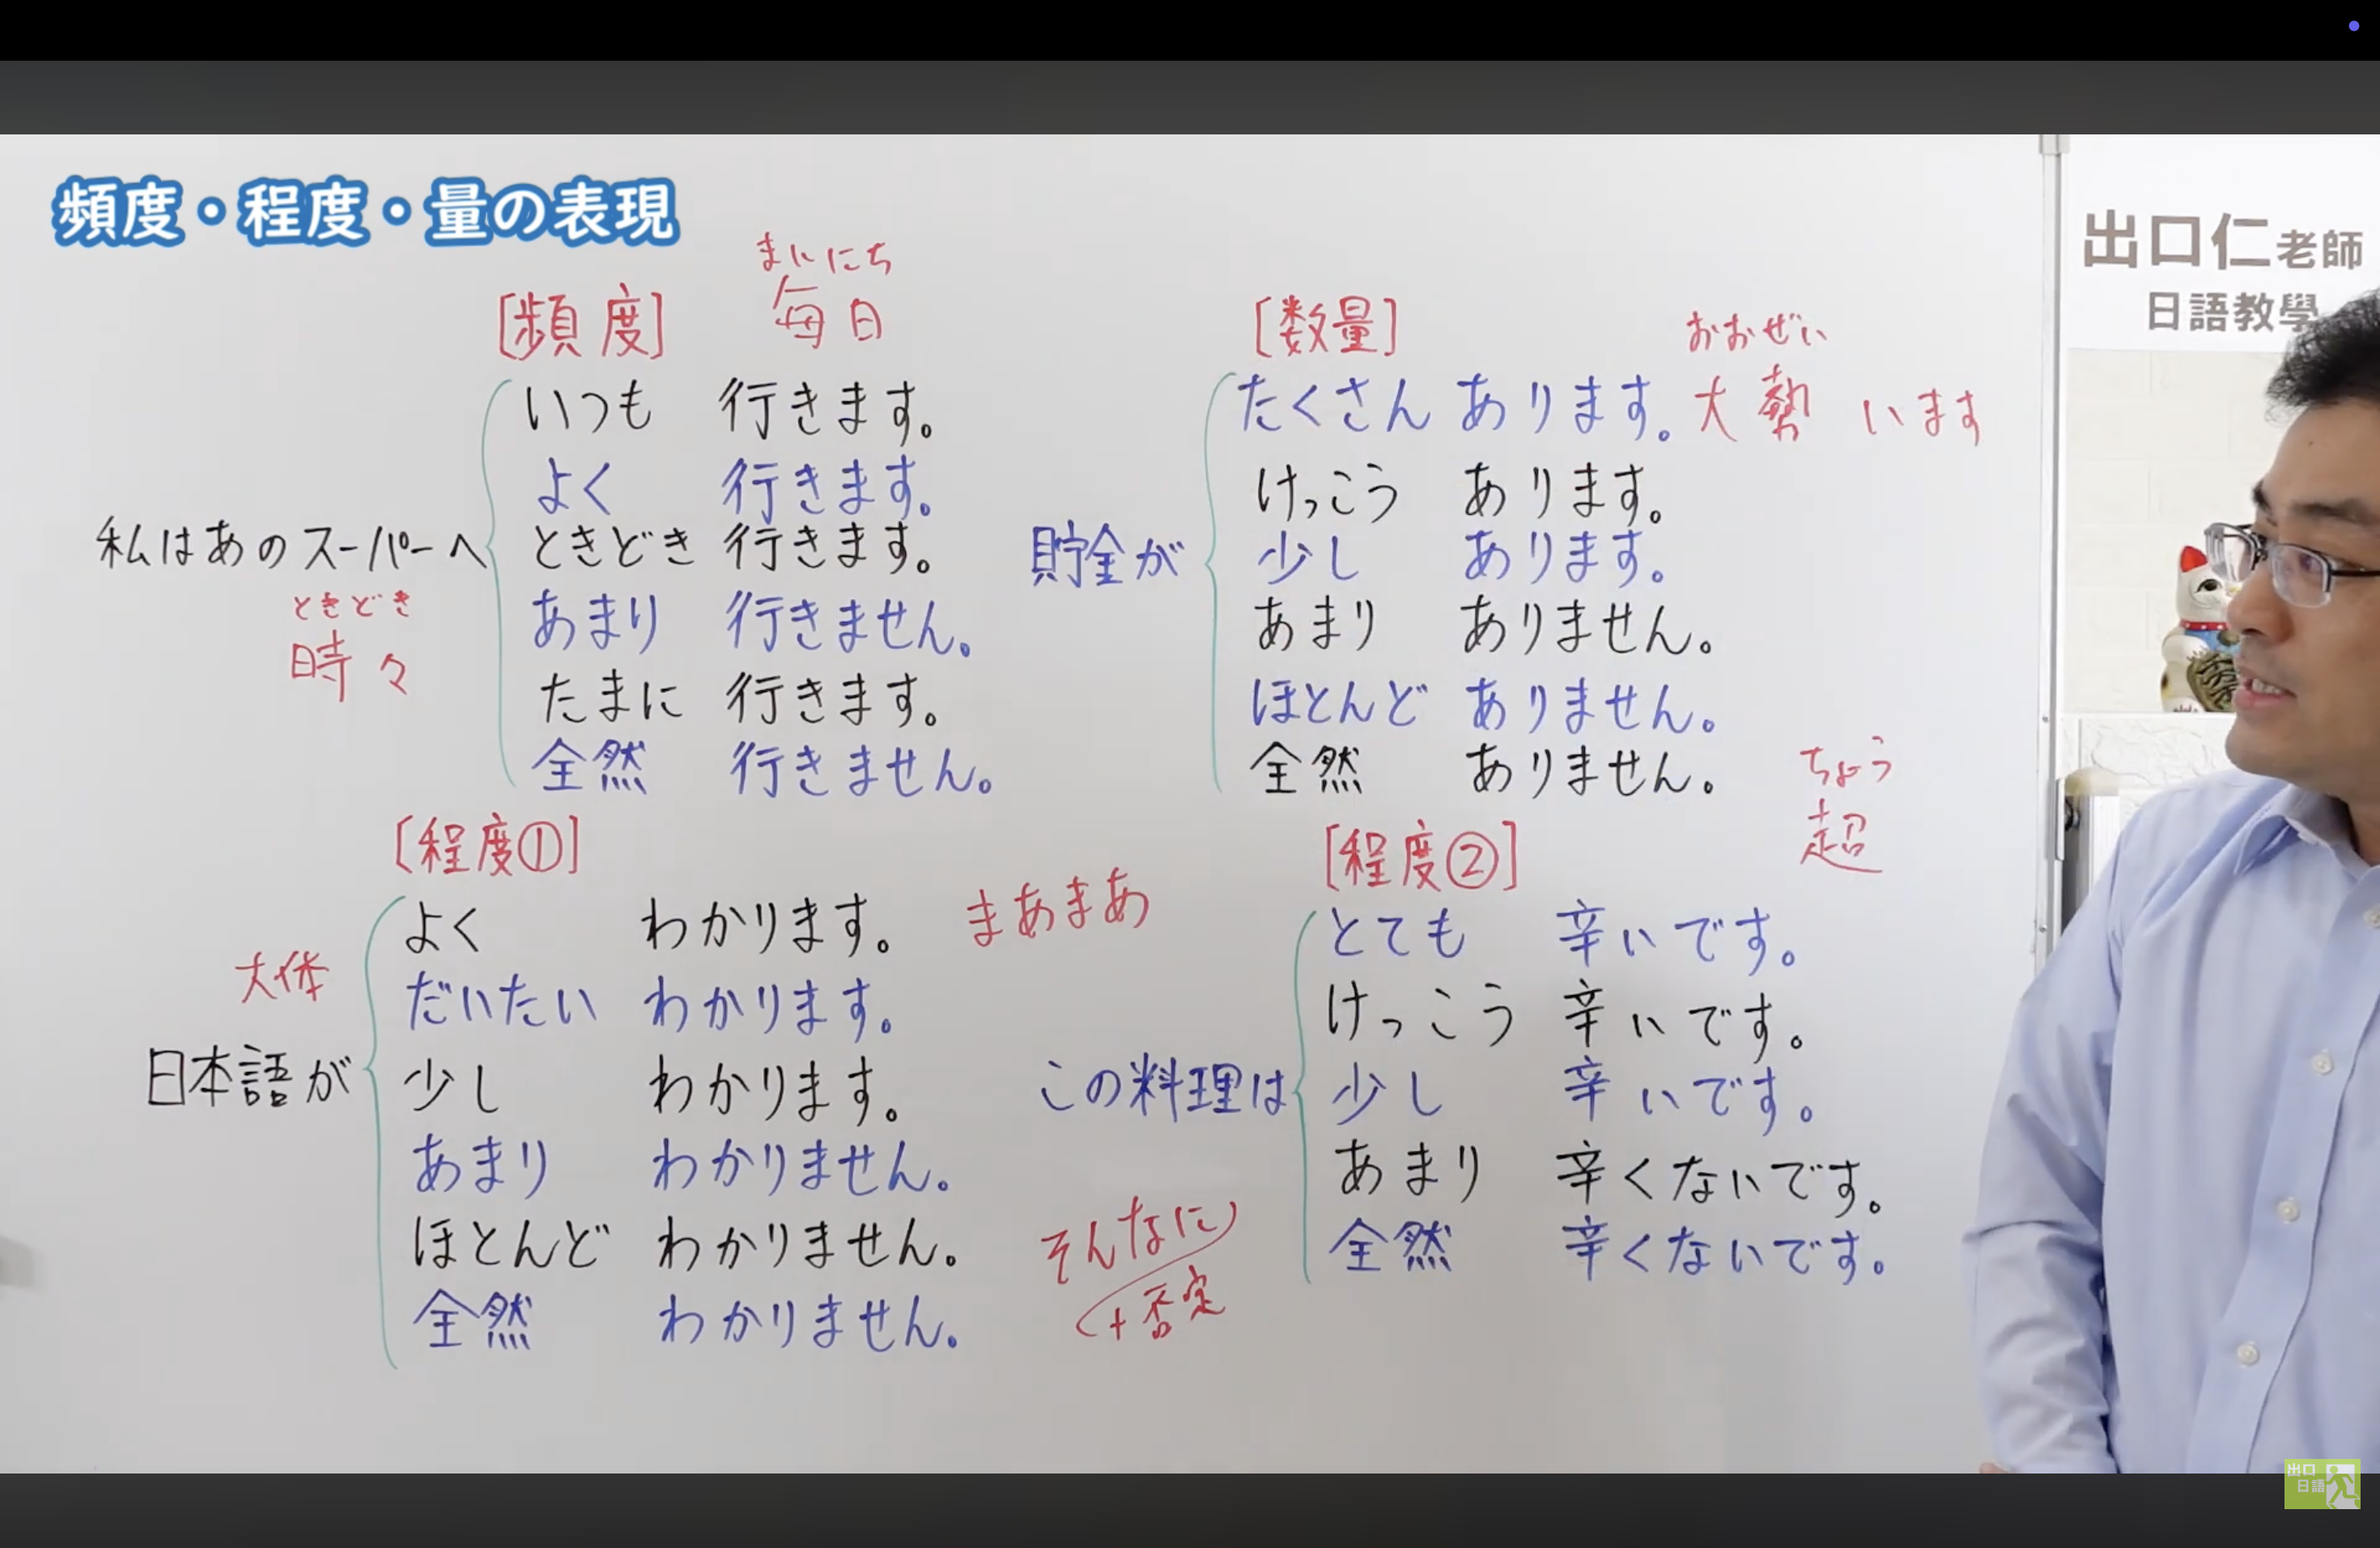 頻度・程度・量の表現
出口仁老師
日語教學
まいにち
[頻度] 毎日
私はあのスーパーへ
いつも 行きます。
よく 行きます。
ときどき 行きます。
あまり 行きません。
たまに 行きます。
全然 行きません。
ときどき
時々
[数量]
おおぜい
貯金が
たくさん あります。大勢 います
けっこう あります。
少し あります。
あまり ありません。
ほとんど ありません。
全然 ありません。
[程度①]
大体
日本語が
よく わかります。 まあまあ
だいたい わかります。
少し わかります。
あまり わかりません。
ほとんど わかりません。
全然 わかりません。
そんなに
+否定
[程度②]
ちょう
超
この料理は
とても 辛いです。
けっこう 辛いです。
少し 辛いです。
あまり 辛くないです。
全然 辛くないです。
出口
日語